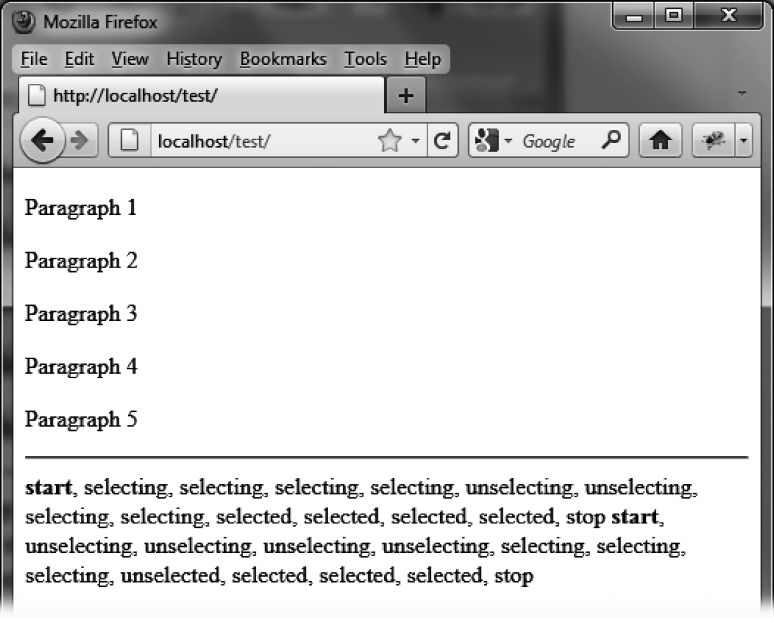 Mozilla Firefox
File Edit View History Bookmarks Tools Help
http://localhost/test/
localhost/test/ Google
Paragraph 1
Paragraph 2
Paragraph 3
Paragraph 4
Paragraph 5
start, selecting, selecting, selecting, selecting, unselecting, unselecting,
selecting, selecting, selected, selected, selected, selected, stop start,
unselecting, unselecting, unselecting, unselecting, selecting, selecting,
selecting, unselected, selected, selected, selected, stop